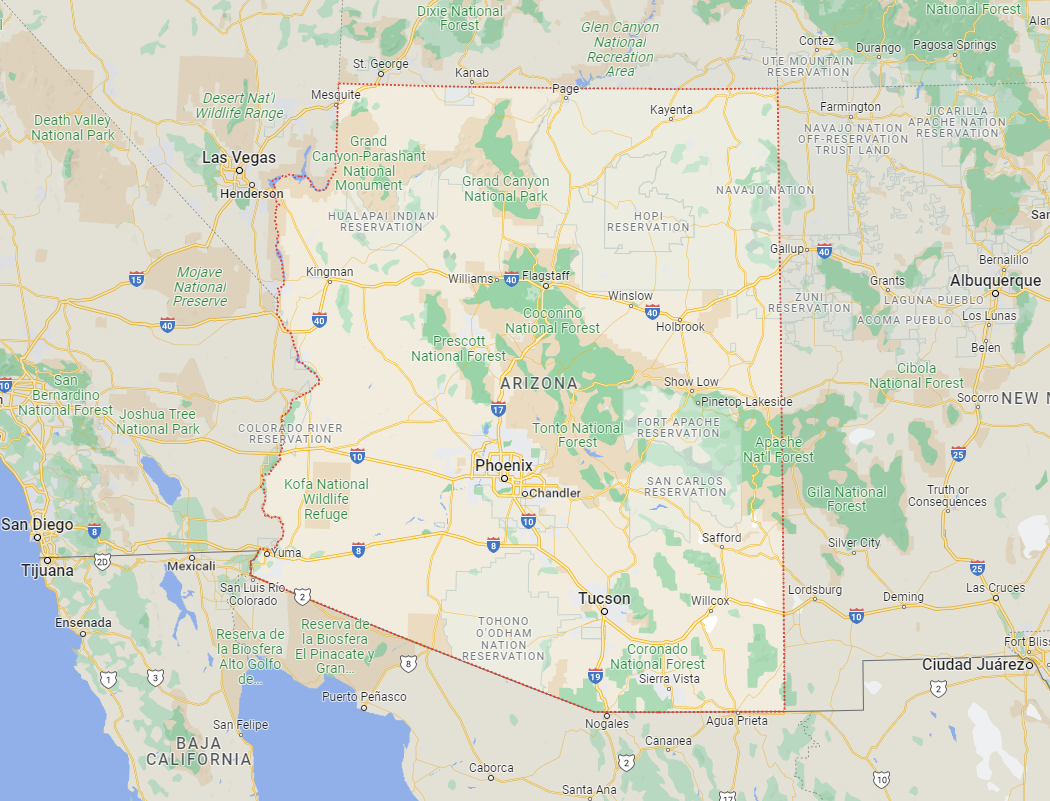 Dixie National
Forest
National Forest
Glen Canyon
National
Recreation
Area
Cortez
Durango
Pagosa Springs
UTE MOUNTAIN
RESERVATION
St. George
Kanab
Page
Mesquite
Kayenta
Farmington
JICARILLA
APACHE NATION
RESERVATION
NAVAJO NATION
OFF-RESERVATION
TRUST LAND
Desert Nat'l
Wildlife Range
Death Valley
National Park
Grand
Canyon-Parashant
National
Monument
Las Vegas
Henderson
Grand Canyon
National Park
NAVAJO NATION
HUALAPAI INDIAN
RESERVATION
HOPI
RESERVATION
Gallup
40
Bernalillo
Kingman
Williams
40
Flagstaff
Grants
Albuquerque
15
Mojave
National
Preserve
Winslow
40
Holbrook
ZUNI
RESERVATION
LAGUNA PUEBLO
ACOMA PUEBLO
Los Lunas
Belen
40
40
Coconino
National Forest
Prescott
National Forest
Cibola
National Forest
10
San
Bernardino
National Forest
ARIZONA
Show Low
Pinetop-Lakeside
Socorro
NEW
17
Joshua Tree
National Park
COLORADO RIVER
RESERVATION
Tonto National
Forest
FORT APACHE
RESERVATION
Apache
Nat'l Forest
10
25
Phoenix
Chandler
SAN CARLOS
RESERVATION
Kofa National
Wildlife
Refuge
Gila National
Forest
Truth or
Consequences
San Diego
8
10
8
8
Safford
Silver City
Yuma
2D
Mexicali
Tijuana
25
San Luis Río
Colorado
2
Tucson
Willcox
Lordsburg
Deming
Las Cruces
10
Ensenada
Reserva de
la Biosfera
Alto Golfo
de...
Reserva de
la Biosfera
El Pinacate y
Gran...
TOHONO
O'ODHAM
NATION
RESERVATION
Coronado
National Forest
Fort Bliss
Ciudad Juárez
8
19
Sierra Vista
1
3
2
Puerto Peñasco
San Felipe
Nogales
Agua Prieta
BAJA
CALIFORNIA
Cananea
2
Caborca
10
Santa Ana
17